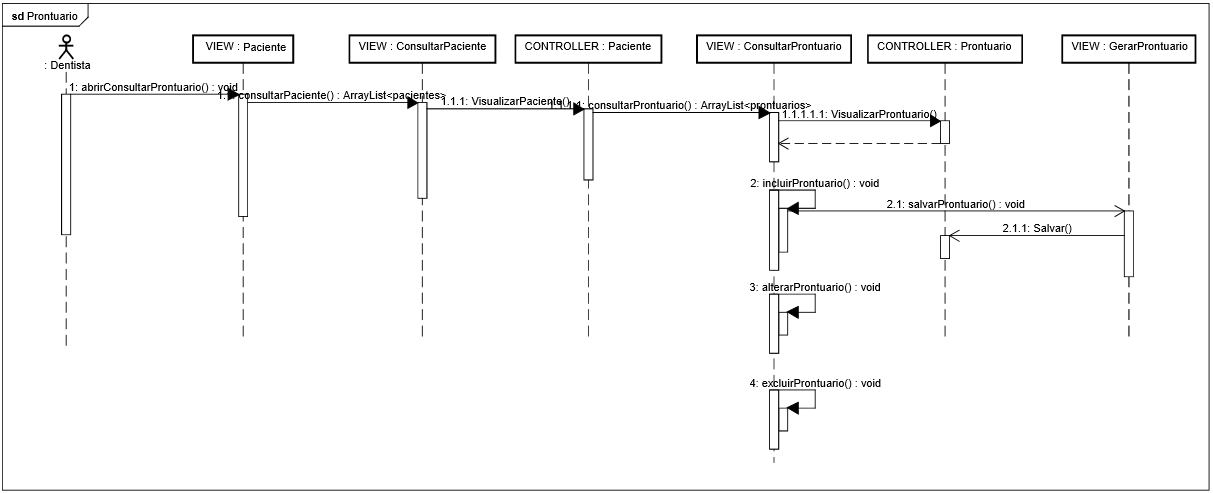 sd Prontuario
VIEW : Paciente
VIEW : ConsultarPaciente
CONTROLLER : Paciente
VIEW : ConsultarProntuario
CONTROLLER : Prontuario
VIEW : GerarProntuario
: Dentista
1: abrirConsultarProntuario() : void
consultarPaciente() : ArrayList<pacientes>
1.1.1: VisualizarPaciente()
consultarProntuario() : ArrayList<prontuarios>
1.1.1.1.1: VisualizarProntuario()
2: incluirProntuario() : void
2.1: salvarProntuario() : void
2.1.1: Salvar()
3: alterarProntuario() : void
4: excluirProntuario() : void